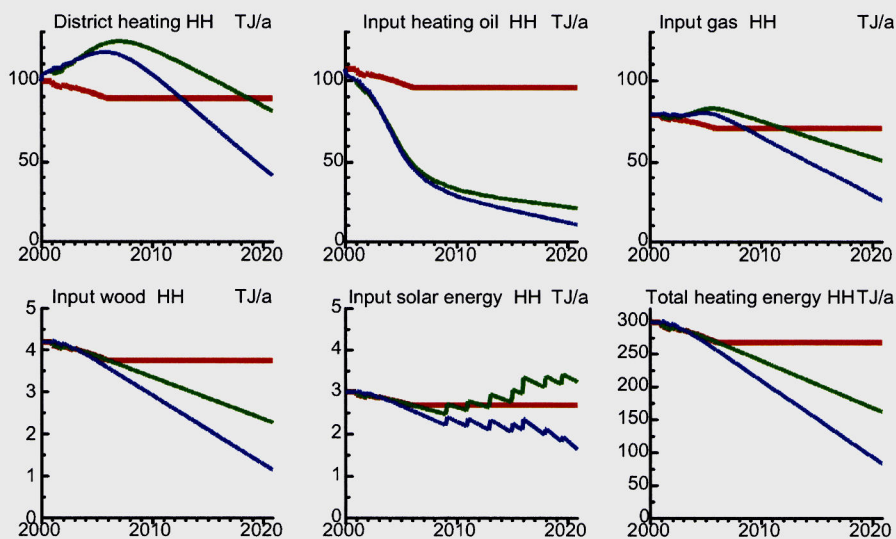 District heating HH TJ/a
100
50
0
2000 2010 2020
Input heating oil HH TJ/a
100
50
0
2000 2010 2020
Input gas HH TJ/a
100
50
0
2000 2010 2020
Input wood HH TJ/a
5
4
3
2
1
0
2000 2010 2020
Input solar energy HH TJ/a
5
4
3
2
1
0
2000 2010 2020
Total heating energy HH TJ/a
300
250
200
150
100
50
0
2000 2010 2020